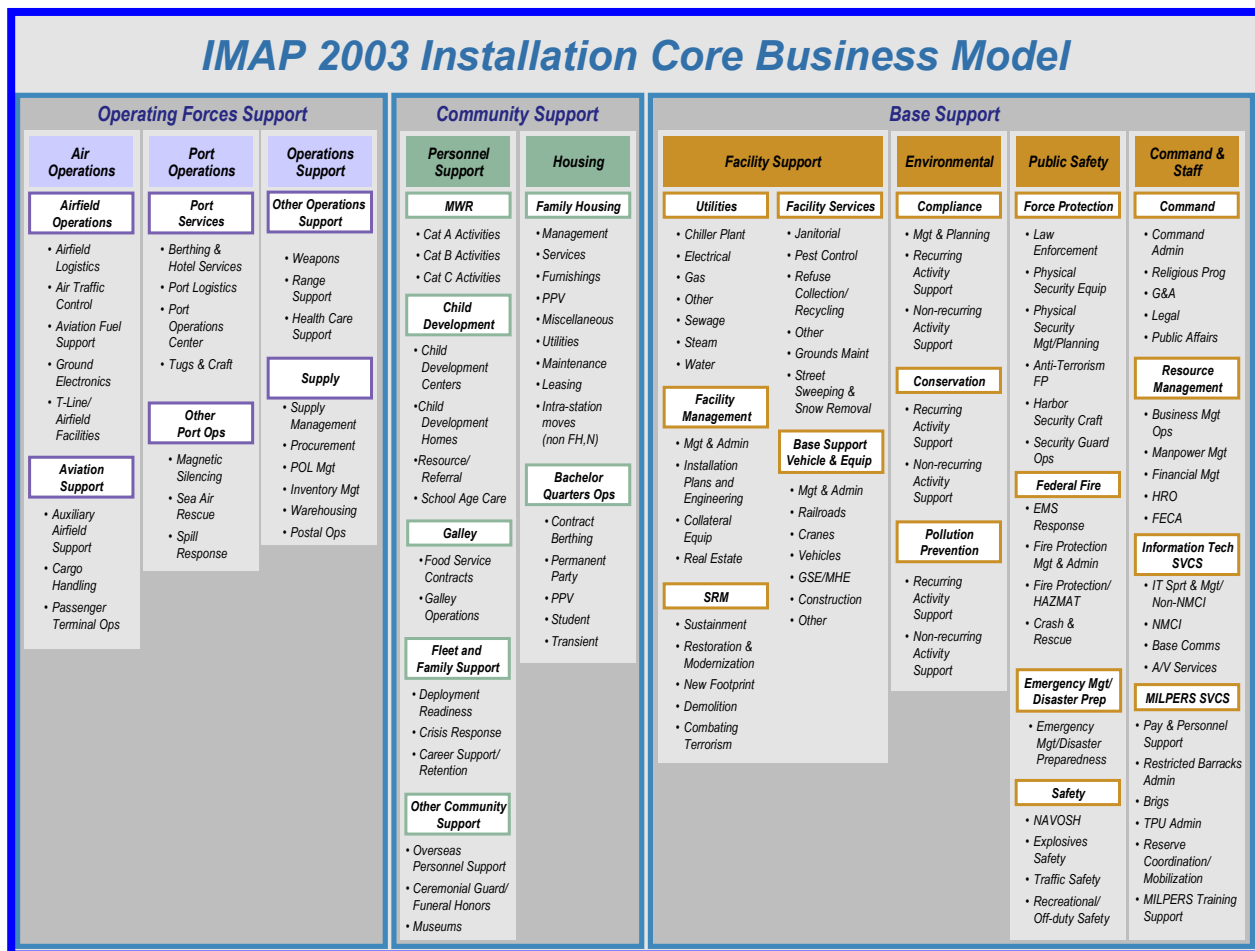 IMAP 2003 Installation Core Business Model
Operating Forces Support
Air
Operations
Airfield
Operations
• Airfield
Logistics
• Air Traffic
Control
• Aviation Fuel
Support
• Ground
Electronics
• T-Line/
Airfield
Facilities
Aviation
Support
• Auxiliary
Airfield
Support
• Cargo
Handling
• Passenger
Terminal Ops
Port
Operations
Port
Services
• Berthing &
Hotel Services
• Port Logistics
• Port
Operations
Center
• Tugs & Craft
Other
Port Ops
• Magnetic
Silencing
• Sea Air
Rescue
• Spill
Response
Operations
Support
Other Operations
Support
• Weapons
• Range
Support
• Health Care
Support
Supply
• Supply
Management
• Procurement
• POL Mgt
• Inventory Mgt
• Warehousing
• Postal Ops
Community Support
Personnel
Support
MWR
• Cat A Activities
• Cat B Activities
• Cat C Activities
Child
Development
• Child
Development
Centers
•Child
Development
Homes
•Resource/
Referral
• School Age Care
Galley
•Food Service
Contracts
• Galley
Operations
Fleet and
Family Support
• Deployment
Readiness
• Crisis Response
• Career Support/
Retention
Other Community
Support
• Overseas
Personnel Support
• Ceremonial Guard/
Funeral Honors
• Museums
Housing
Family Housing
• Management
• Services
• Furnishings
• PPV
• Miscellaneous
• Utilities
• Maintenance
• Leasing
• Intra-station
moves
(non FH,N)
Bachelor
Quarters Ops
• Contract
Berthing
• Permanent
Party
• PPV
• Student
• Transient
Base Support
Facility Support
Utilities
• Chiller Plant
• Electrical
• Gas
• Other
• Sewage
• Steam
• Water
Facility
Management
• Mgt & Admin
• Installation
Plans and
Engineering
• Collateral
Equip
• Real Estate
SRM
• Sustainment
• Restoration &
Modernization
• New Footprint
• Demolition
• Combating
Terrorism
Facility Services
• Janitorial
• Pest Control
• Refuse
Collection/
Recycling
• Other
• Grounds Maint
• Street
Sweeping &
Snow Removal
Base Support
Vehicle & Equip
• Mgt & Admin
• Railroads
• Cranes
• Vehicles
• GSE/MHE
• Construction
• Other
Environmental
Compliance
• Mgt & Planning
• Recurring
Activity
Support
• Non-recurring
Activity
Support
Conservation
• Recurring
Activity
Support
• Non-recurring
Activity
Support
Pollution
Prevention
• Recurring
Activity
Support
• Non-recurring
Activity
Support
Public Safety
Force Protection
• Law
Enforcement
• Physical
Security Equip
• Physical
Security
Mgt/Planning
• Anti-Terrorism
FP
• Harbor
Security Craft
• Security Guard
Ops
Federal Fire
• EMS
Response
• Fire Protection
Mgt & Admin
• Fire Protection/
HAZMAT
• Crash &
Rescue
Emergency Mgt/
Disaster Prep
• Emergency
Mgt/Disaster
Preparedness
Safety
• NAVOSH
• Explosives
Safety
• Traffic Safety
• Recreational/
Off-duty Safety
Command &
Staff
Command
• Command
Admin
• Religious Prog
• G&A
• Legal
• Public Affairs
Resource
Management
• Business Mgt
Ops
• Manpower Mgt
• Financial Mgt
• HRO
• FECA
Information Tech
SVCS
• IT Sprt & Mgt/
Non-NMCI
• NMCI
• Base Comms
• A/V Services
MILPERS SVCS
• Pay & Personnel
Support
• Restricted Barracks
Admin
• Brigs
• TPU Admin
• Reserve
Coordination/
Mobilization
• MILPERS Training
Support